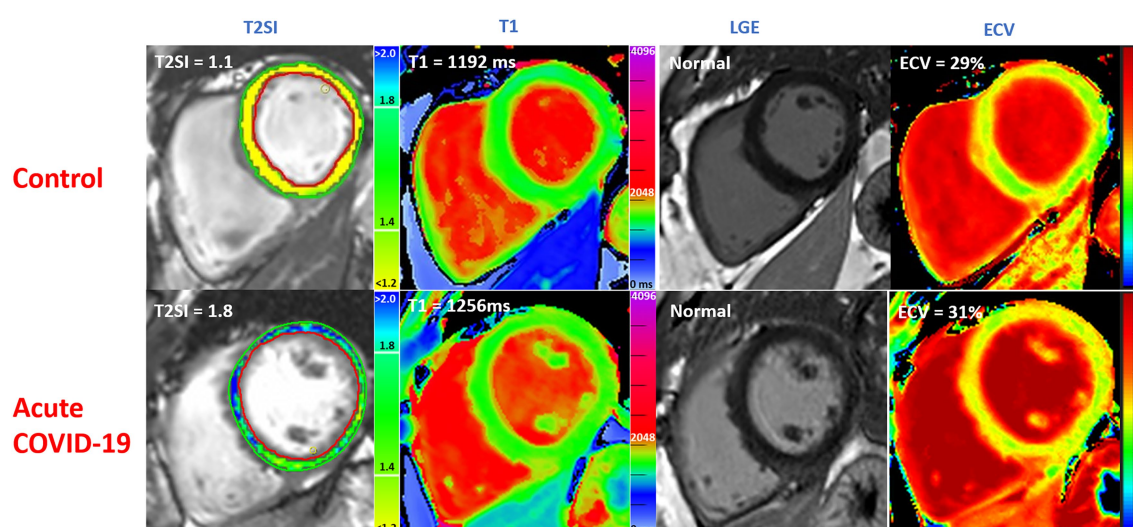 T2SI T1 LGE ECV
Control
T2SI = 1.1
>2.0
1.8
1.4
<1.2
T1 = 1192 ms
4096
2048
0 ms
Normal
ECV = 29%
Acute
COVID-19
T2SI = 1.8
>2.0
1.8
1.4
<1.2
T1 = 1256ms
4096
2048
Normal
ECV = 31%